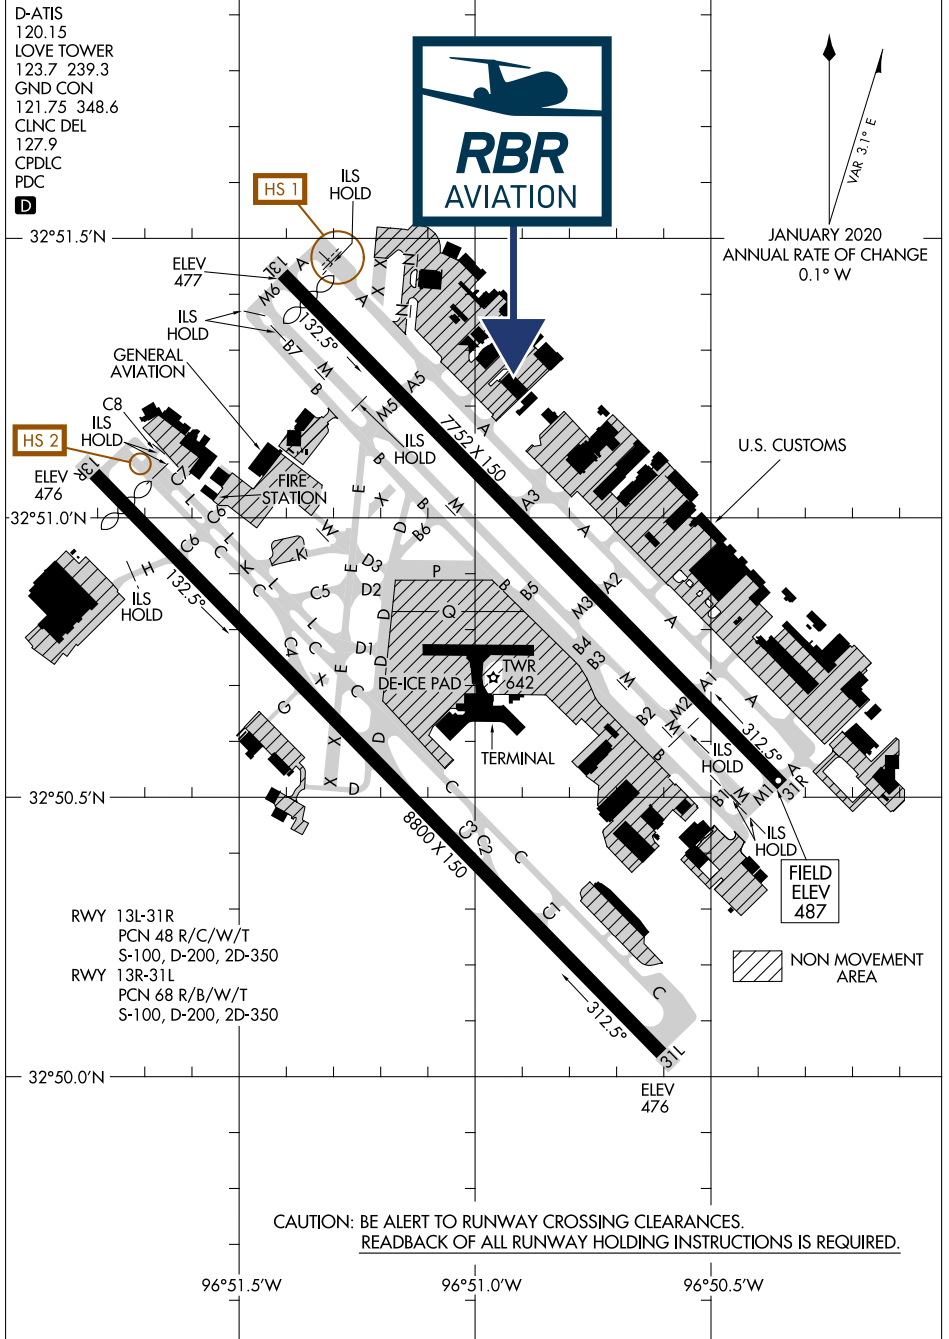 D-ATIS
120.15
LOVE TOWER
123.7 239.3
GND CON
121.75 348.6
CLNC DEL
127.9
CPDLC
PDC
D
RBR
AVIATION
VAR 3.1° E
JANUARY 2020
ANNUAL RATE OF CHANGE
0.1° W
HS 1
ILS
HOLD
32°51.5'N
ELEV
477
13L
A
X
N
M6
X
A
N
132.5°
ILS
HOLD
B7
M
B
GENERAL
AVIATION
A5
M5
C8
ILS
HOLD
HS 2
ELEV
476
13R
C7
ILS
HOLD
A
7752 X 150
U.S. CUSTOMS
FIRE
STATION
L
C6
B
E
X
B
M
A3
A
32°51.0'N
W
D
B6
L
C6
C
K
K
H
ILS
HOLD
132.5°
L
C
E
D3
D2
P
B
B5
A2
C5
D
Q
M3
A
L
C
C4
D1
B4
B3
E
D
X
C
DE-ICE PAD
TWR
642
M
A1
A
G
M2
B2
M
D
X
TERMINAL
B
ILS
HOLD
312.5°
A
31R
X
D
C
M
M1
B1
32°50.5'N
C3
C2
C
8800 X 150
ILS
HOLD
FIELD
ELEV
487
C1
RWY 13L-31R
PCN 48 R/C/W/T
S-100, D-200, 2D-350
RWY 13R-31L
PCN 68 R/B/W/T
S-100, D-200, 2D-350
NON MOVEMENT
AREA
C
312.5°
31L
32°50.0'N
ELEV
476
CAUTION: BE ALERT TO RUNWAY CROSSING CLEARANCES.
READBACK OF ALL RUNWAY HOLDING INSTRUCTIONS IS REQUIRED.
96°51.5'W
96°51.0'W
96°50.5'W